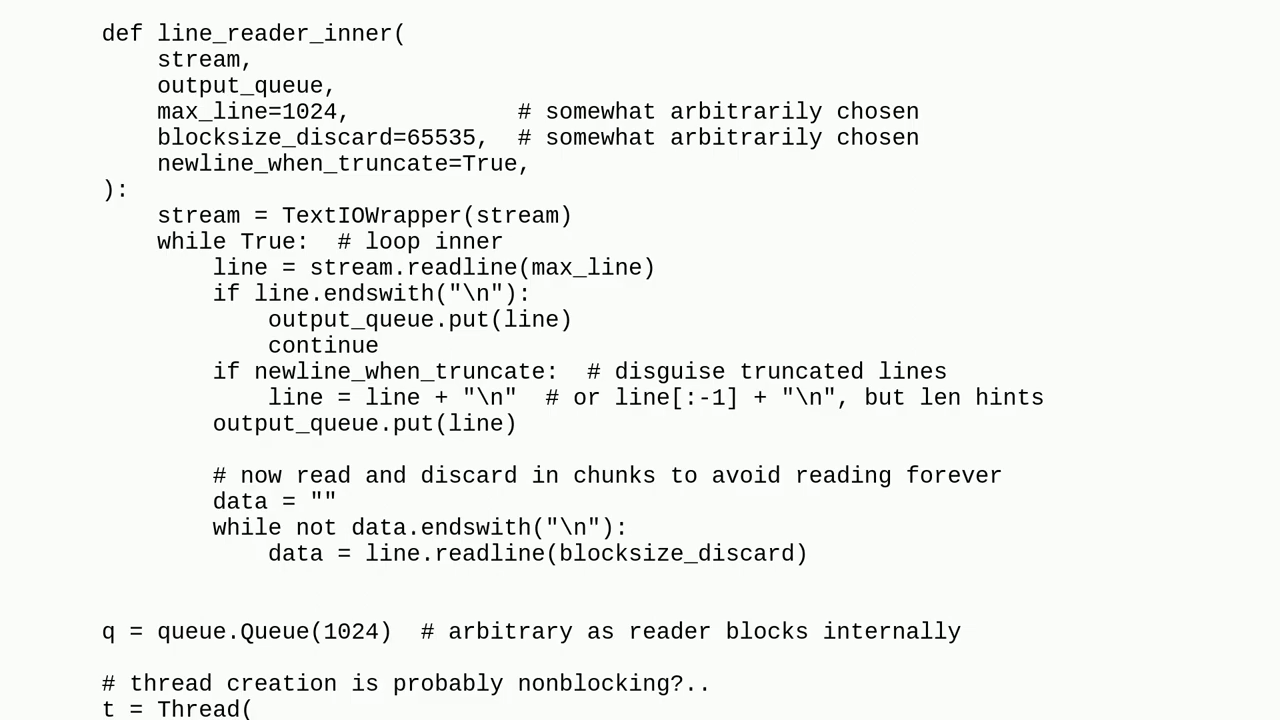 def line_reader_inner(
    stream,
    output_queue,
    max_line=1024,            # somewhat arbitrarily chosen
    blocksize_discard=65535,  # somewhat arbitrarily chosen
    newline_when_truncate=True,
):
    stream = TextIOWrapper(stream)
    while True:  # loop inner
        line = stream.readline(max_line)
        if line.endswith("\n"):
            output_queue.put(line)
            continue
        if newline_when_truncate:  # disguise truncated lines
            line = line + "\n"  # or line[:-1] + "\n", but len hints
        output_queue.put(line)

        # now read and discard in chunks to avoid reading forever
        data = ""
        while not data.endswith("\n"):
            data = line.readline(blocksize_discard)


q = queue.Queue(1024)  # arbitrary as reader blocks internally

# thread creation is probably nonblocking?..
t = Thread(